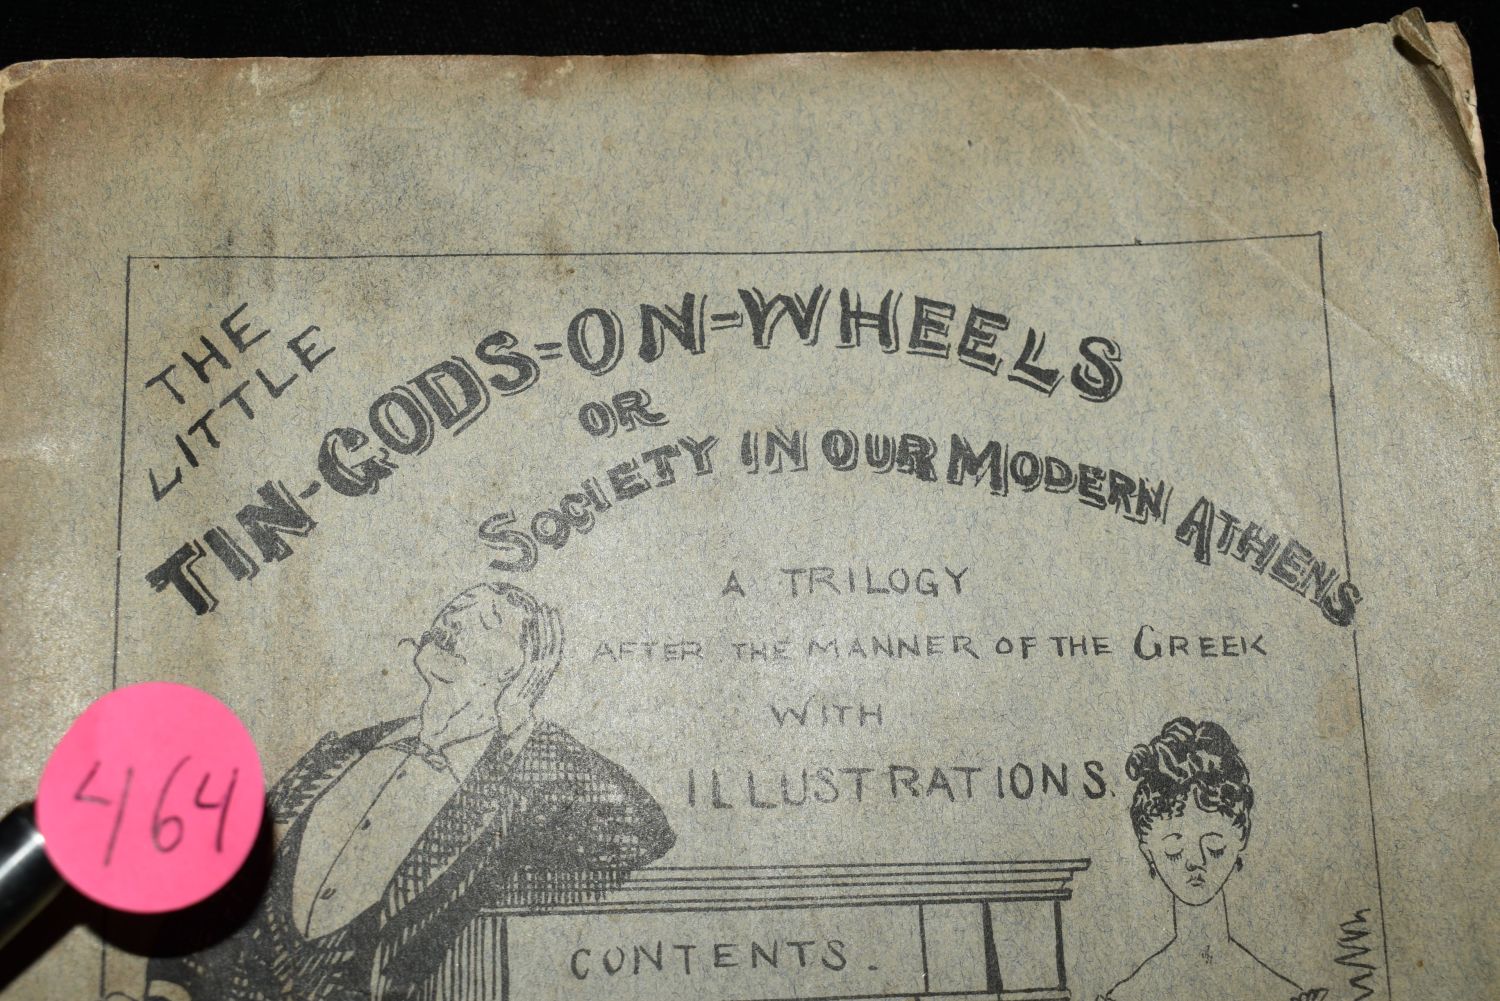 THE
LITTLE
TIN-GODS=ON=WHEELS
OR
SOCIETY IN OUR MODERN ATHENS
A TRILOGY
AFTER THE MANNER OF THE GREEK
WITH
ILLUSTRATIONS.
464
CONTENTS.